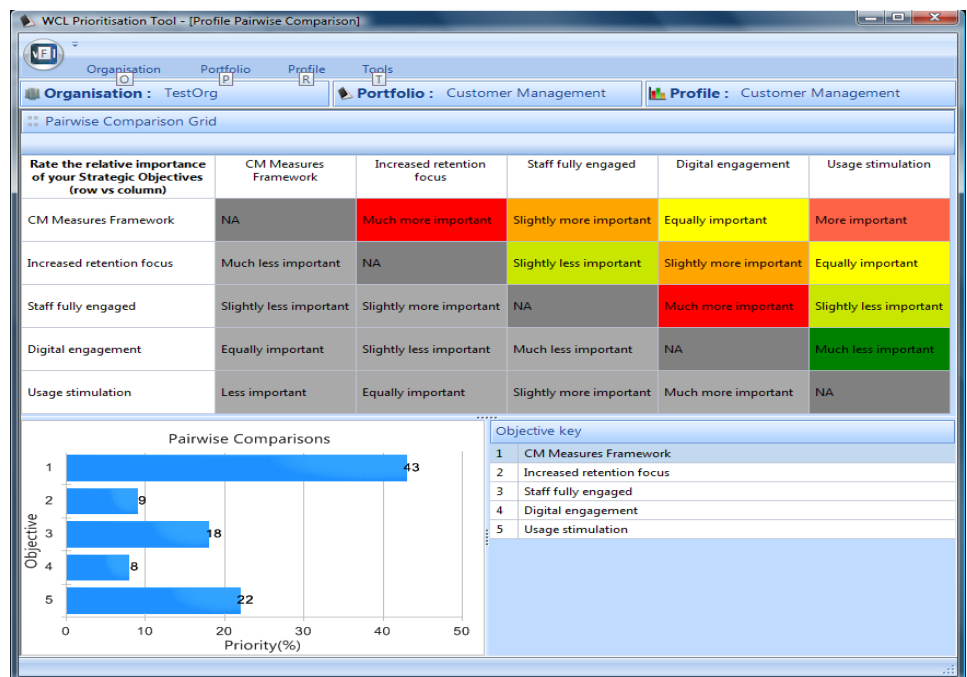 WCL Prioritisation Tool - [Profile Pairwise Comparison]
VFI
Organisation Portfolio Profile Tools
O P R T
Organisation : TestOrg Portfolio : Customer Management Profile : Customer Management
Pairwise Comparison Grid
Rate the relative importance
of your Strategic Objectives
(row vs column)
CM Measures
Framework
Increased retention
focus
Staff fully engaged
Digital engagement
Usage stimulation
CM Measures Framework NA Much more important Slightly more important Equally important More important
Increased retention focus Much less important NA Slightly less important Slightly more important Equally important
Staff fully engaged Slightly less important Slightly more important NA Much more important Slightly less important
Digital engagement Equally important Slightly less important Much less important NA Much less important
Usage stimulation Less important Equally important Slightly more important Much more important NA
Pairwise Comparisons
Objective
1 43
2 9
3 18
4 8
5 22
0 10 20 30 40 50
Priority(%)
Objective key
1 CM Measures Framework
2 Increased retention focus
3 Staff fully engaged
4 Digital engagement
5 Usage stimulation